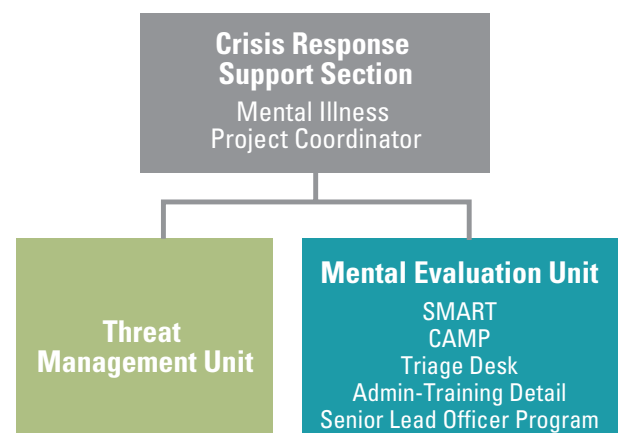 Crisis Response
Support Section
Mental Illness
Project Coordinator
Threat
Management Unit
Mental Evaluation Unit
SMART
CAMP
Triage Desk
Admin-Training Detail
Senior Lead Officer Program